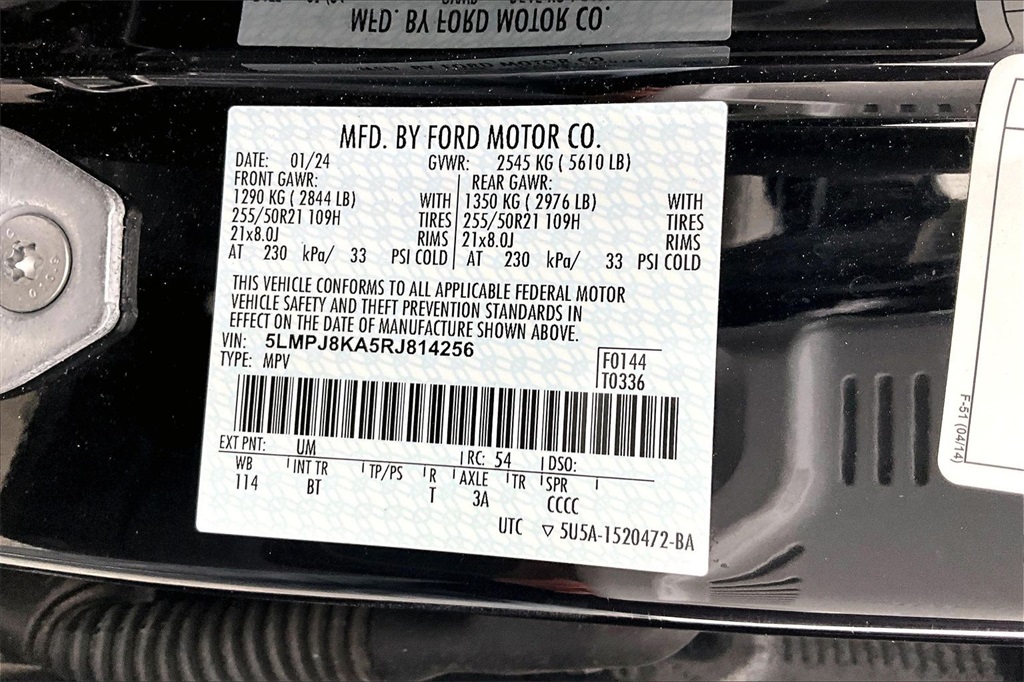 MFD. BY FORD MOTOR CO.
MFD. BY FORD MOTOR CO.
MFD. BY FORD MOTOR CO.
DATE: 01/24 GVWR: 2545 KG ( 5610 LB)
FRONT GAWR: REAR GAWR:
1290 KG ( 2844 LB) WITH 1350 KG ( 2976 LB) WITH
255/50R21 109H TIRES 255/50R21 109H TIRES
21x8.0J RIMS 21x8.0J RIMS
AT 230 kPa/ 33 PSI COLD AT 230 kPa/ 33 PSI COLD
THIS VEHICLE CONFORMS TO ALL APPLICABLE FEDERAL MOTOR
VEHICLE SAFETY AND THEFT PREVENTION STANDARDS IN
EFFECT ON THE DATE OF MANUFACTURE SHOWN ABOVE.
VIN: 5LMPJ8KA5RJ814256
TYPE: MPV
F0144
T0336
EXT PNT: UM RC: 54 DSO:
WB INT TR TP/PS R AXLE TR SPR
114 BT T 3A CCCC
UTC ▽ 5U5A-1520472-BA
F-51 (04/14)